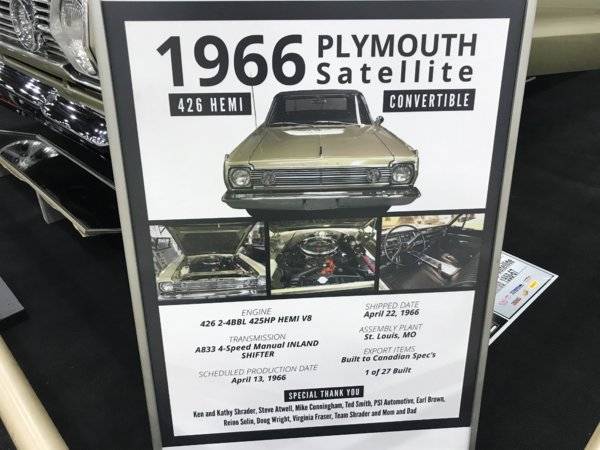 1966 PLYMOUTH
Satellite
426 HEMI
CONVERTIBLE
ENGINE
426 2-4BBL 425HP HEMI V8
TRANSMISSION
A833 4-Speed Manual INLAND
SHIFTER
SCHEDULED PRODUCTION DATE
April 13, 1966
SHIPPED DATE
April 22, 1966
ASSEMBLY PLANT
St. Louis, MO
EXPORT ITEMS
Built to Canadian Spec's
1 of 27 Built
SPECIAL THANK YOU
Ken and Kathy Shrader, Steve Atwell, Mike Cunningham, Ted Smith, PSI Automotive, Earl Brown,
Reino Selin, Doug Wright, Virginia Fraser, Team Shrader and Mom and Dad